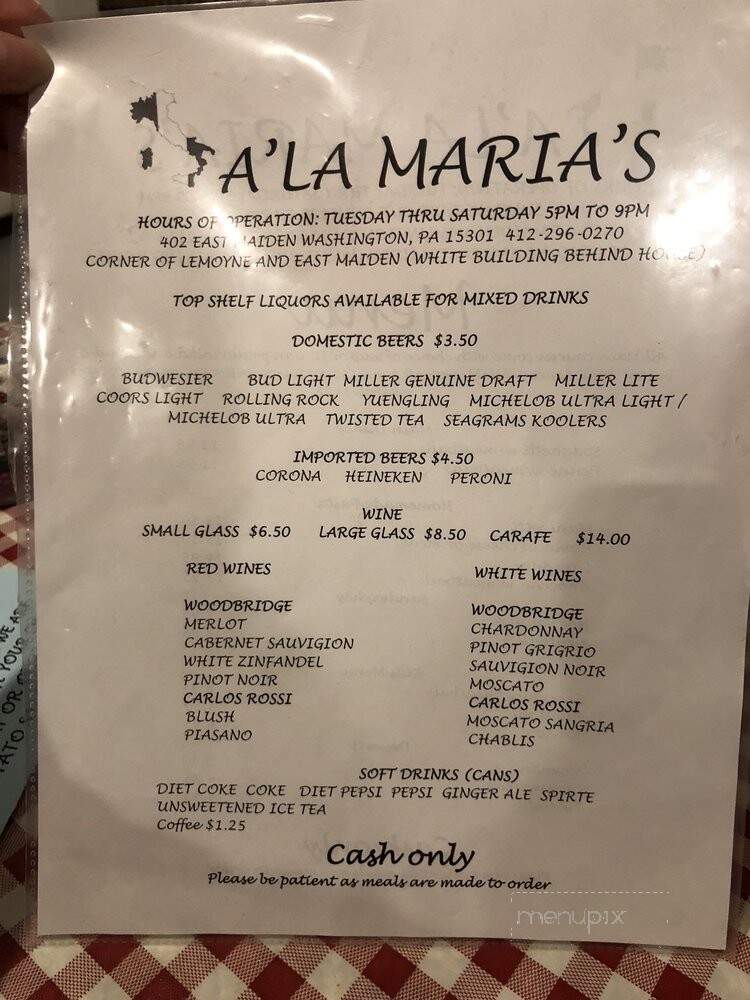 A'LA MARIA'S
HOURS OF OPERATION: TUESDAY THRU SATURDAY 5PM TO 9PM
402 EAST MAIDEN WASHINGTON, PA 15301 412-296-0270
CORNER OF LEMOYNE AND EAST MAIDEN (WHITE BUILDING BEHIND HOUSE)
TOP SHELF LIQUORS AVAILABLE FOR MIXED DRINKS
DOMESTIC BEERS $3.50
BUDWESIER BUD LIGHT MILLER GENUINE DRAFT MILLER LITE
COORS LIGHT ROLLING ROCK YUENGLING MICHELOB ULTRA LIGHT /
MICHELOB ULTRA TWISTED TEA SEAGRAMS KOOLERS
IMPORTED BEERS $4.50
CORONA HEINEKEN PERONI
WINE
SMALL GLASS $6.50 LARGE GLASS $8.50 CARAFE $14.00
RED WINES
WOODBRIDGE
MERLOT
CABERNET SAUVIGION
WHITE ZINFANDEL
PINOT NOIR
CARLOS ROSSI
BLUSH
PIASANO
WHITE WINES
WOODBRIDGE
CHARDONNAY
PINOT GRIGRIO
SAUVIGION NOIR
MOSCATO
CARLOS ROSSI
MOSCATO SANGRIA
CHABLIS
SOFT DRINKS (CANS)
DIET COKE COKE DIET PEPSI PEPSI GINGER ALE SPIRTE
UNSWEETENED ICE TEA
Coffee $1.25
Cash only
Please be patient as meals are made to order
menupix